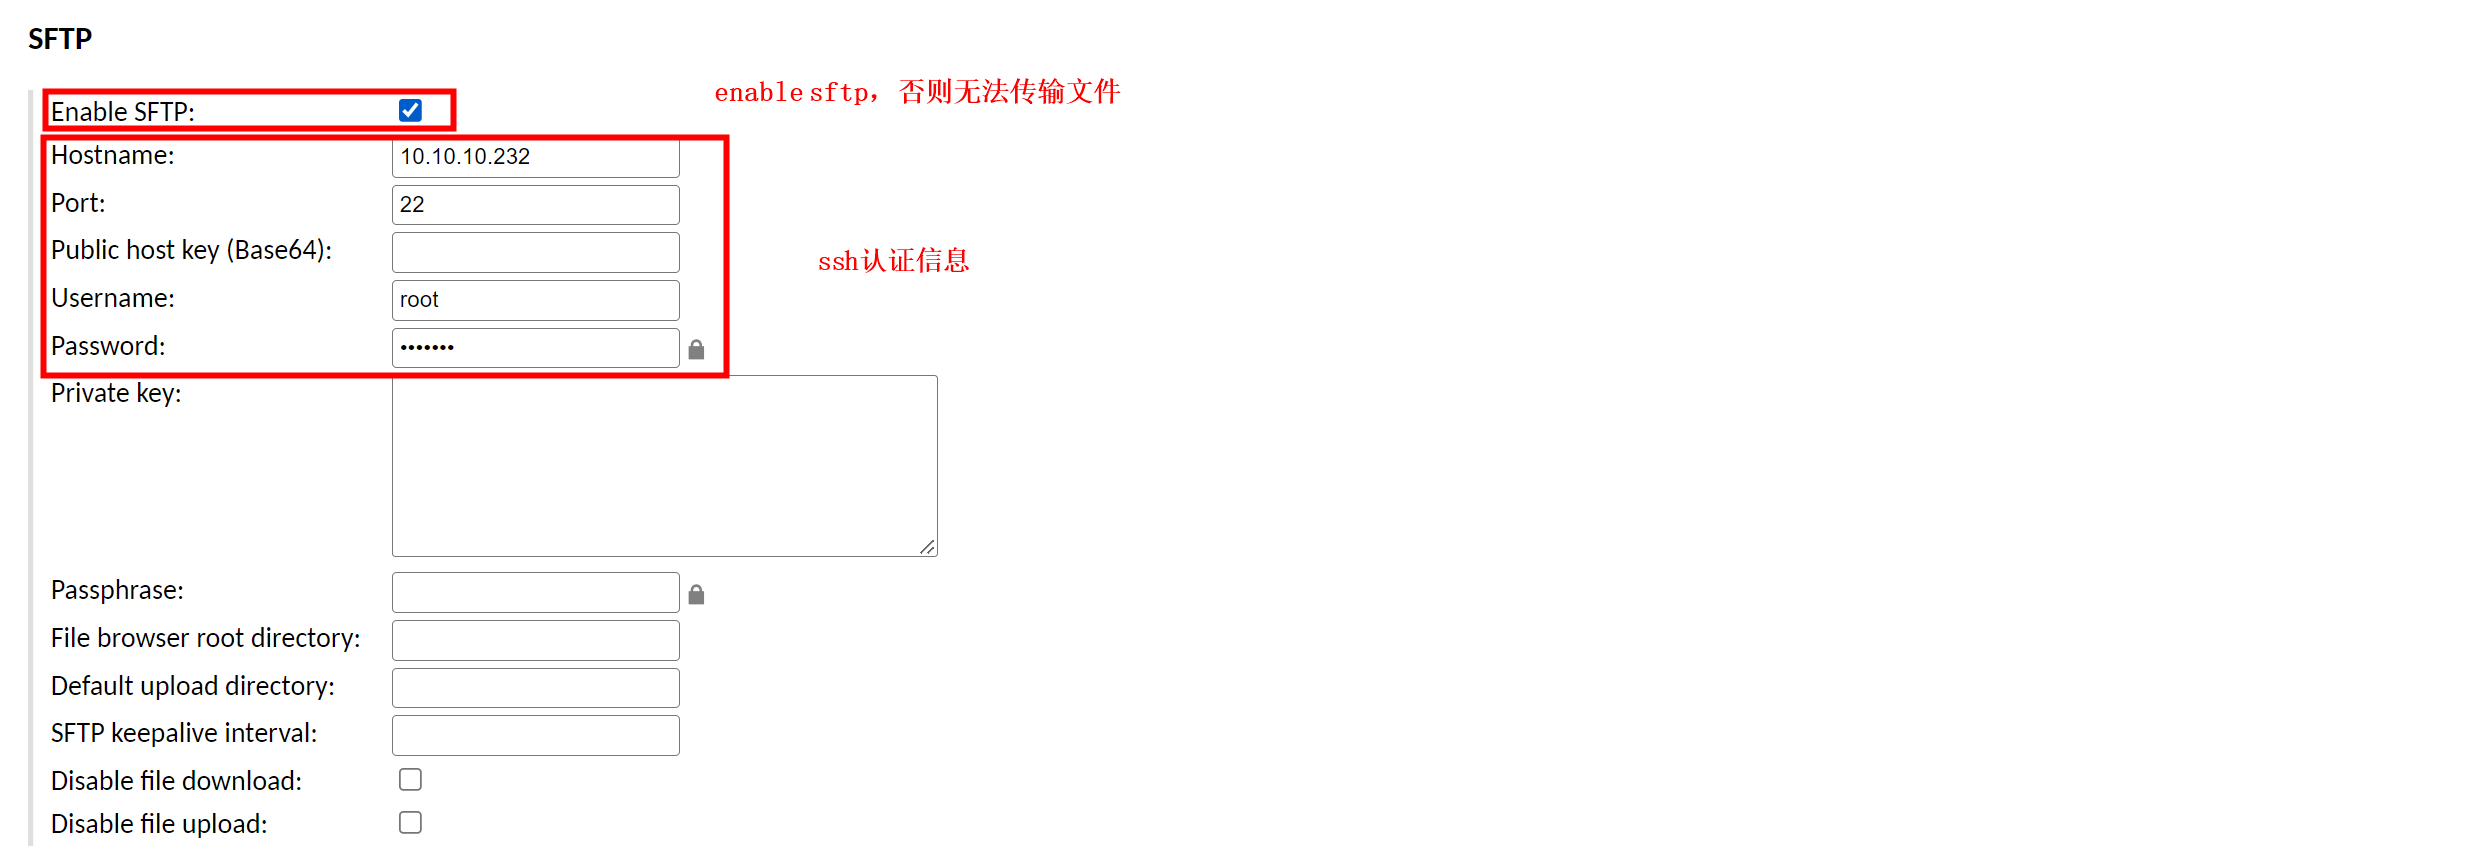 SFTP
enable sftp，否则无法传输文件
Enable SFTP:
Hostname: 10.10.10.232
Port: 22
Public host key (Base64):
ssh认证信息
Username: root
Password: •••••••
Private key:
Passphrase:
File browser root directory:
Default upload directory:
SFTP keepalive interval:
Disable file download:
Disable file upload: